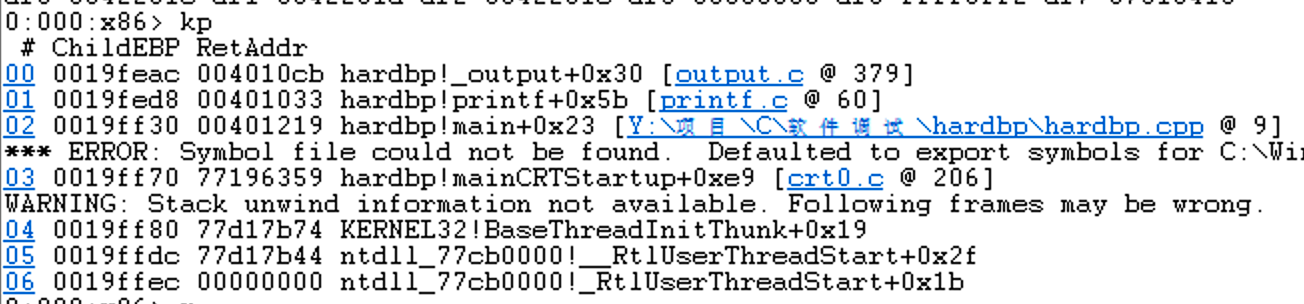 0:000:x86> kp
 # ChildEBP RetAddr
00 0019feac 004010cb hardbp!_output+0x30 [output.c @ 379]
01 0019fed8 00401033 hardbp!printf+0x5b [printf.c @ 60]
02 0019ff30 00401219 hardbp!main+0x23 [Y:\项目\C\软件调试\hardbp\hardbp.cpp @ 9]
*** ERROR: Symbol file could not be found.  Defaulted to export symbols for C:\Wi
03 0019ff70 77196359 hardbp!mainCRTStartup+0xe9 [crt0.c @ 206]
WARNING: Stack unwind information not available. Following frames may be wrong.
04 0019ff80 77d17b74 KERNEL32!BaseThreadInitThunk+0x19
05 0019ffdc 77d17b44 ntdll_77cb0000!__RtlUserThreadStart+0x2f
06 0019ffec 00000000 ntdll_77cb0000!_RtlUserThreadStart+0x1b